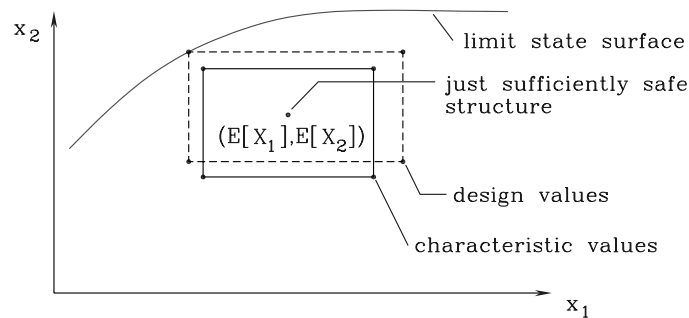 x2
limit state surface
just sufficiently safe
structure
(E[X1],E[X2])
design values
characteristic values
x1